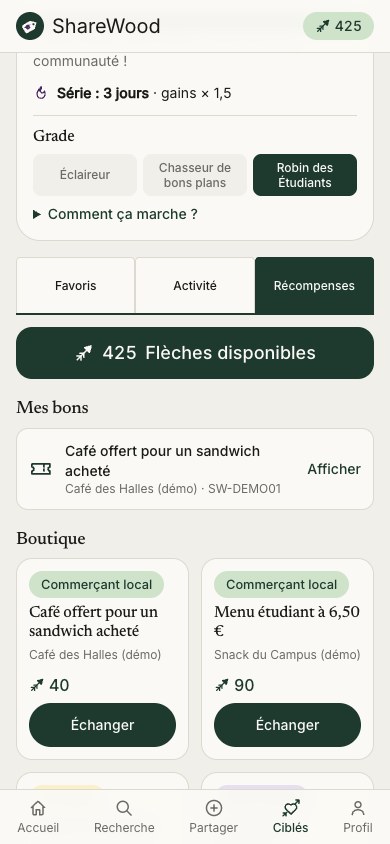 ShareWood
425
communauté !
Série : 3 jours · gains × 1,5
Grade
Éclaireur
Chasseur de
bons plans
Robin des
Étudiants
Comment ça marche ?
Favoris
Activité
Récompenses
425 Flèches disponibles
Mes bons
Café offert pour un sandwich
acheté
Café des Halles (démo) · SW-DEMO01
Afficher
Boutique
Commerçant local
Café offert pour un
sandwich acheté
Café des Halles (démo)
40
Échanger
Commerçant local
Menu étudiant à 6,50
€
Snack du Campus (démo)
90
Échanger
Accueil
Recherche
Partager
Ciblés
Profil